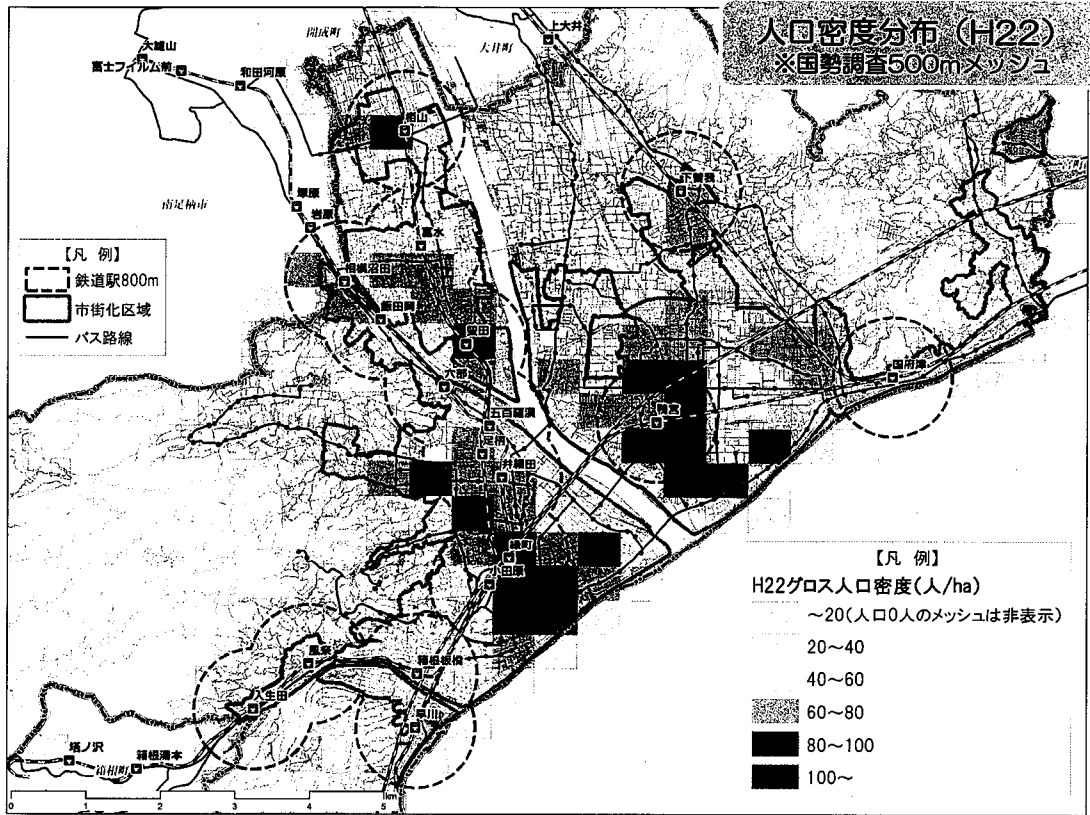 人口密度分布（H22）
※国勢調査500mメッシュ
開成町
大井町
上大井
大雄山
富士フイルム前
和田河原
栢山
下曽我
塚原
岩原
南足柄市
富水
【凡 例】
鉄道駅800m
市街化区域
バス路線
相模沼田
飯田岡
蛍田
穴部
国府津
五百羅漢
鴨宮
足柄
井細田
緑町
小田原
風祭
箱根板橋
入生田
早川
塔ノ沢
箱根湯本
箱根町
0 1 2 3 4 5 km
【凡 例】
H22グロス人口密度(人/ha)
～20(人口0人のメッシュは非表示)
20～40
40～60
60～80
80～100
100～